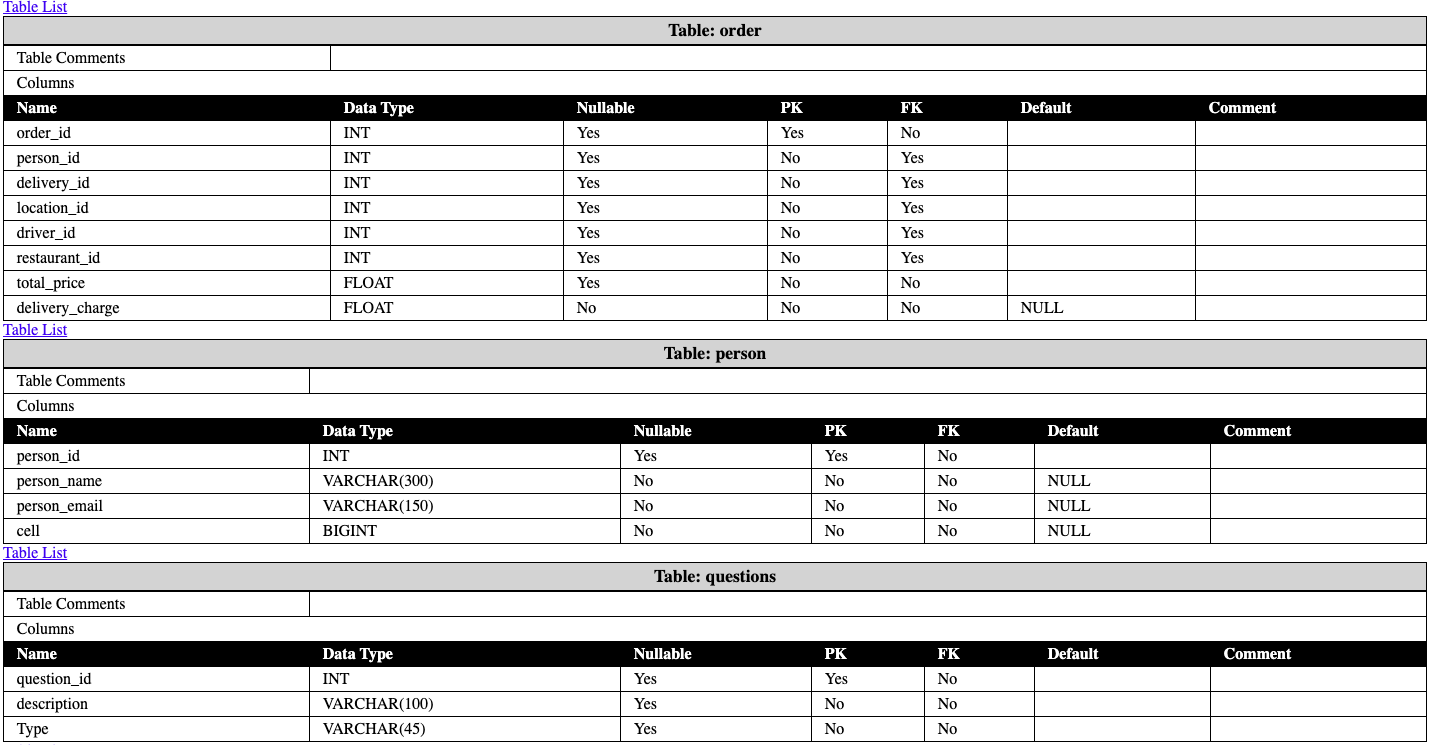 Table List
Table: order
Table Comments
Columns
Name Data Type Nullable PK FK Default Comment
order_id INT Yes Yes No
person_id INT Yes No Yes
delivery_id INT Yes No Yes
location_id INT Yes No Yes
driver_id INT Yes No Yes
restaurant_id INT Yes No Yes
total_price FLOAT Yes No No
delivery_charge FLOAT No No No NULL
Table List
Table: person
Table Comments
Columns
Name Data Type Nullable PK FK Default Comment
person_id INT Yes Yes No
person_name VARCHAR(300) No No No NULL
person_email VARCHAR(150) No No No NULL
cell BIGINT No No No NULL
Table List
Table: questions
Table Comments
Columns
Name Data Type Nullable PK FK Default Comment
question_id INT Yes Yes No
description VARCHAR(100) Yes No No
Type VARCHAR(45) Yes No No